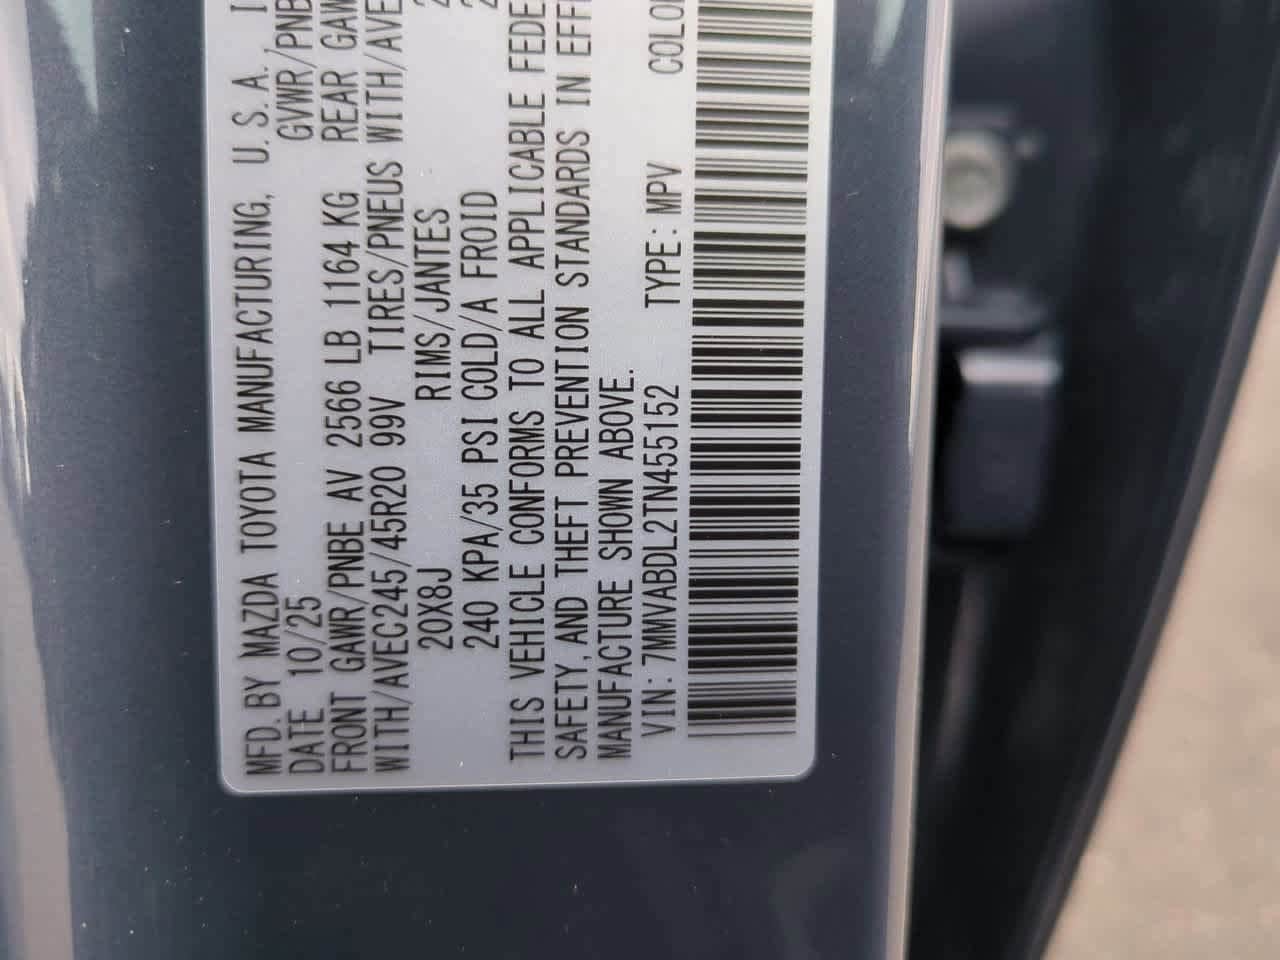 MFD. BY MAZDA TOYOTA MANUFACTURING, U.S.A.,
DATE 10/25 GVWR/PNB
FRONT GAWR/PNBE AV 2566 LB 1164 KG REAR GAW
WITH/AVEC245/45R20 99V TIRES/PNEUS WITH/AVE
20X8J RIMS/JANTES 2
240 KPA/35 PSI COLD/A FROID 2
THIS VEHICLE CONFORMS TO ALL APPLICABLE FEDE
SAFETY, AND THEFT PREVENTION STANDARDS IN EFF
MANUFACTURE SHOWN ABOVE.
VIN: 7MMVABDL2TN455152 TYPE: MPV COLO